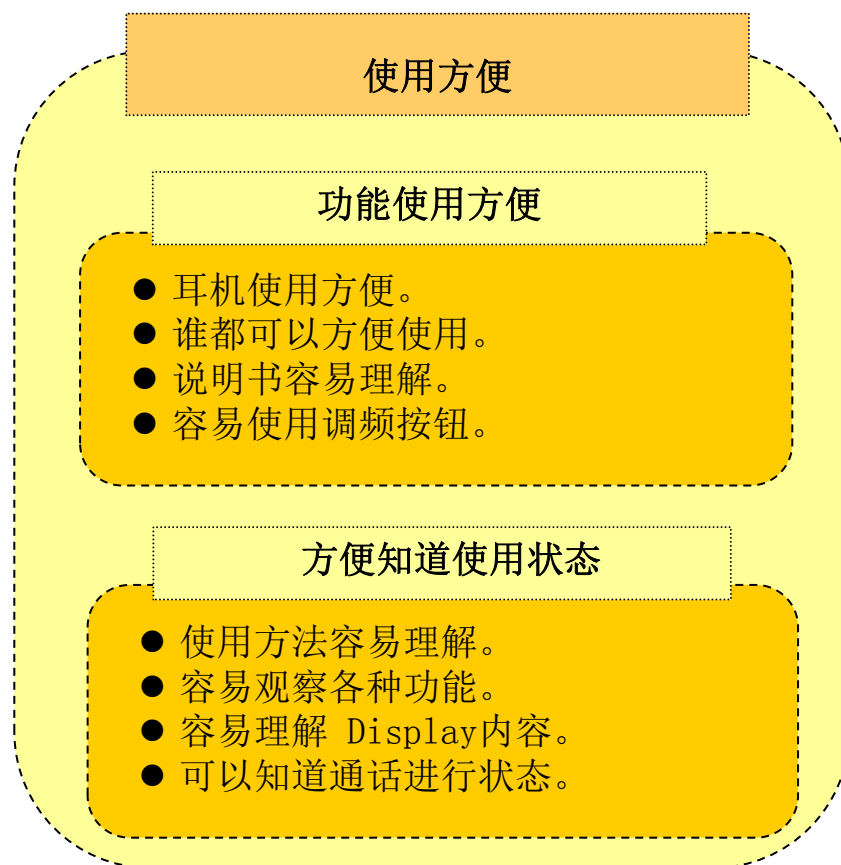 使用方便
功能使用方便
● 耳机使用方便。
● 谁都可以方便使用。
● 说明书容易理解。
● 容易使用调频按钮。
方便知道使用状态
● 使用方法容易理解。
● 容易观察各种功能。
● 容易理解 Display内容。
● 可以知道通话进行状态。